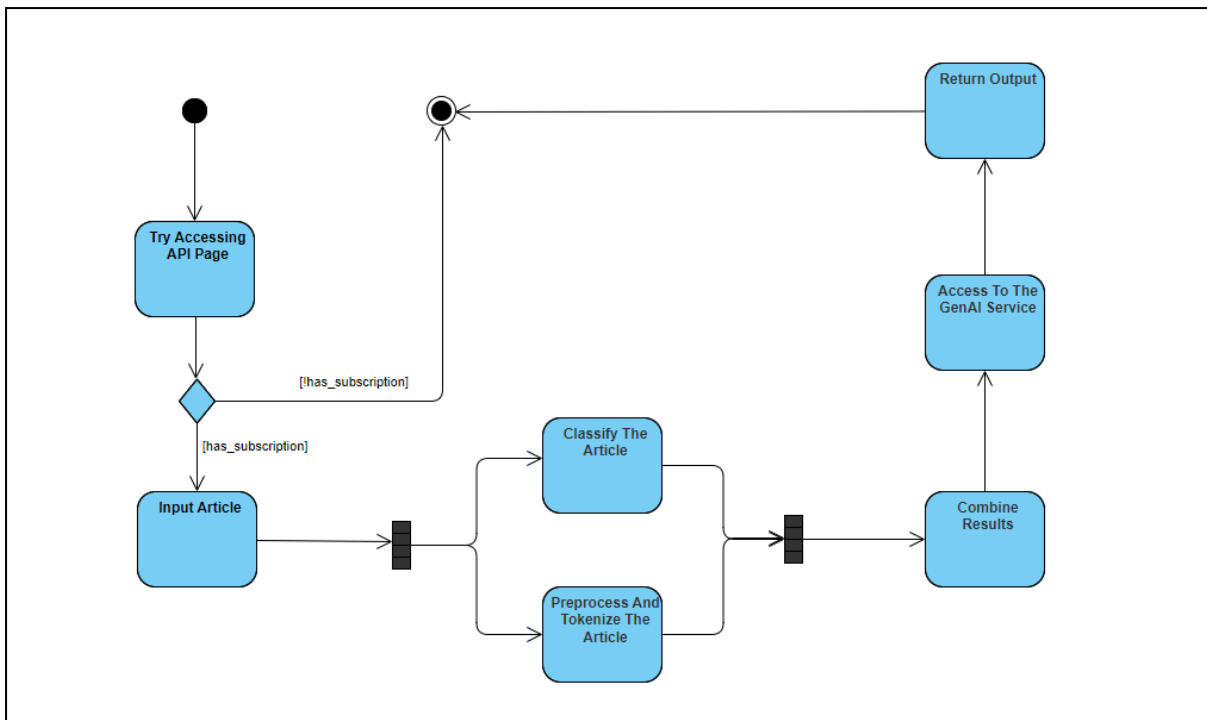 Try Accessing
API Page
[!has_subscription]
[has_subscription]
Input Article
Classify The
Article
Preprocess And
Tokenize The
Article
Combine
Results
Access To The
GenAI Service
Return Output